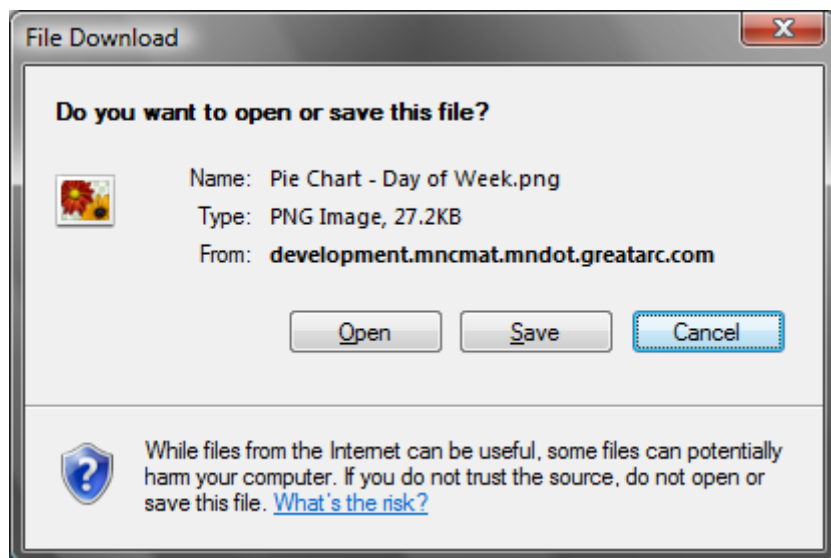 File Download
Do you want to open or save this file?
Name: Pie Chart - Day of Week.png
Type: PNG Image, 27.2KB
From: development.mncmat.mndot.greatarc.com
Open Save Cancel
While files from the Internet can be useful, some files can potentially
harm your computer. If you do not trust the source, do not open or
save this file. What's the risk?